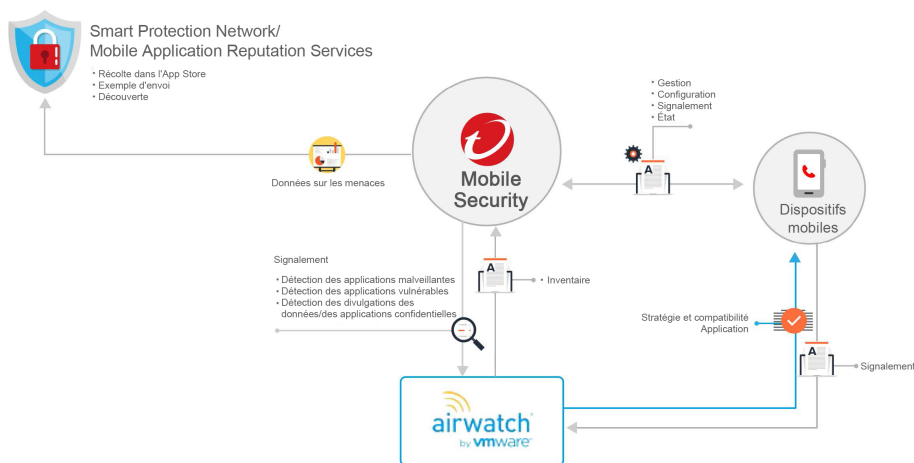 Smart Protection Network/
Mobile Application Reputation Services
• Récolte dans l'App Store
• Exemple d'envoi
• Découverte
• Gestion
• Configuration
• Signalement
• État
Données sur les menaces
Mobile
Security
A
Dispositifs
mobiles
Signalement
• Détection des applications malveillantes
• Détection des applications vulnérables
• Détection des divulgations des
données/des applications confidentielles
A
• Inventaire
Stratégie et compatibilité
Application
A
Signalement
airwatch
by vmware